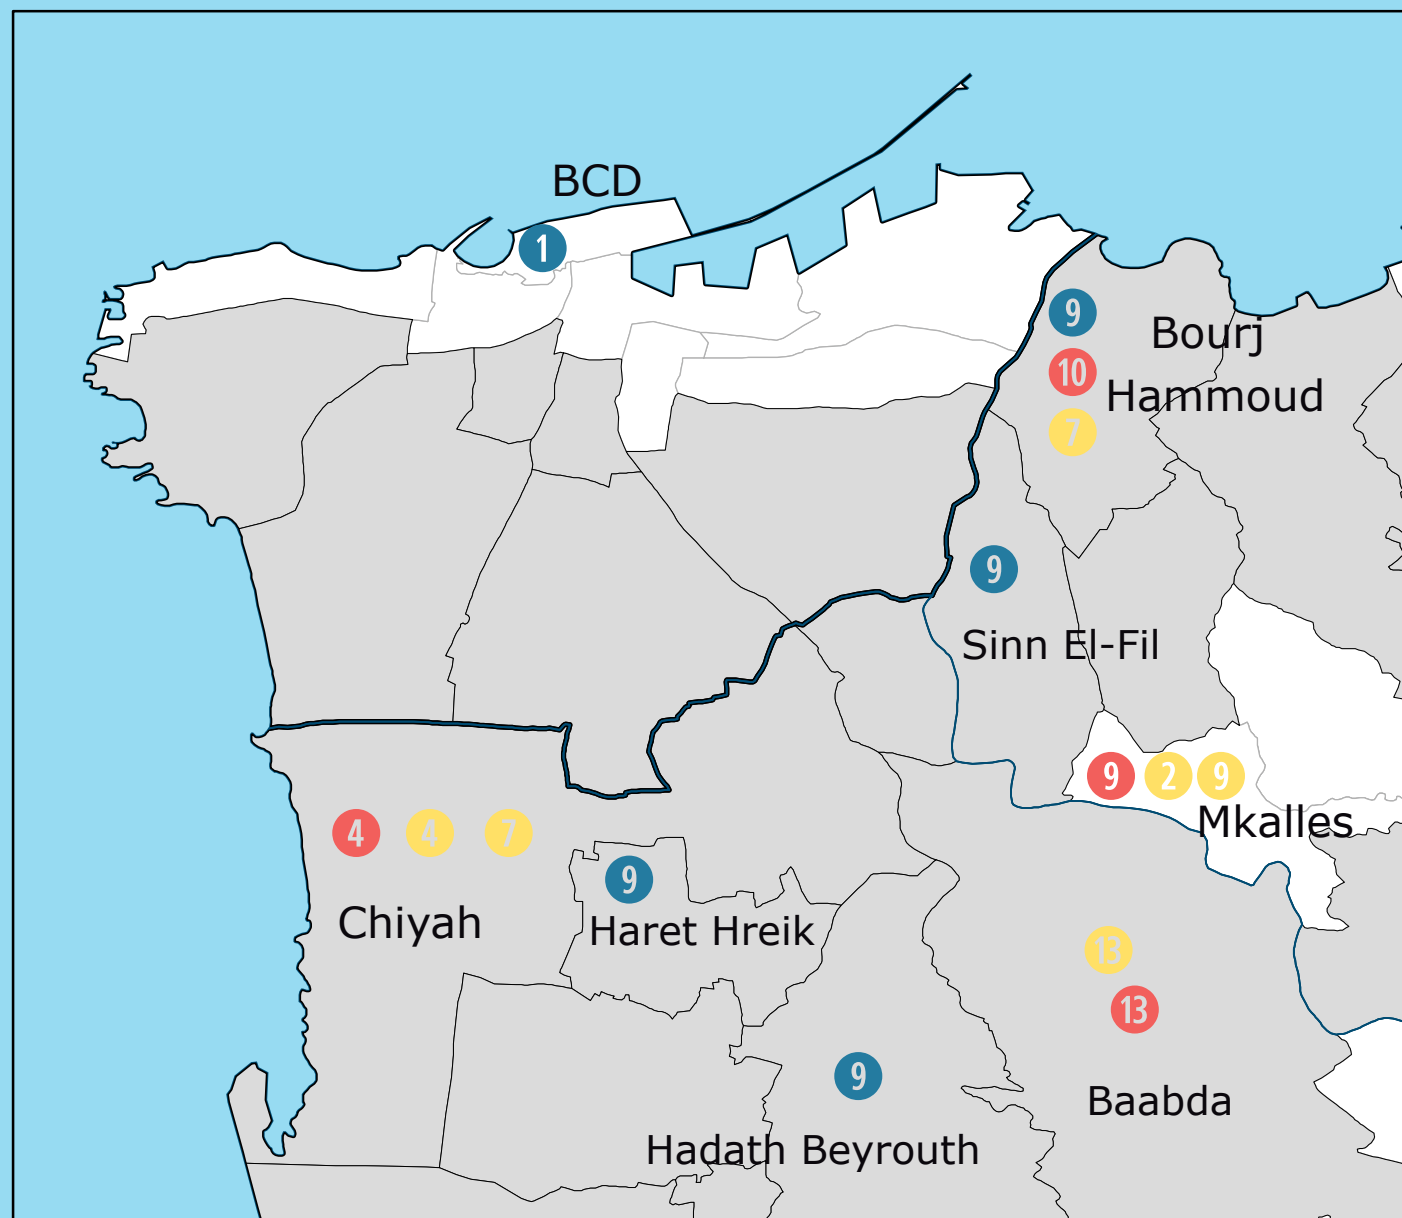 BCD
1
9
Bourj
10
Hammoud
7
9
Sinn El-Fil
9 2 9
Mkalles
4 4 7
9
Chiyah
Haret Hreik
13
13
9
Baabda
Hadath Beyrouth